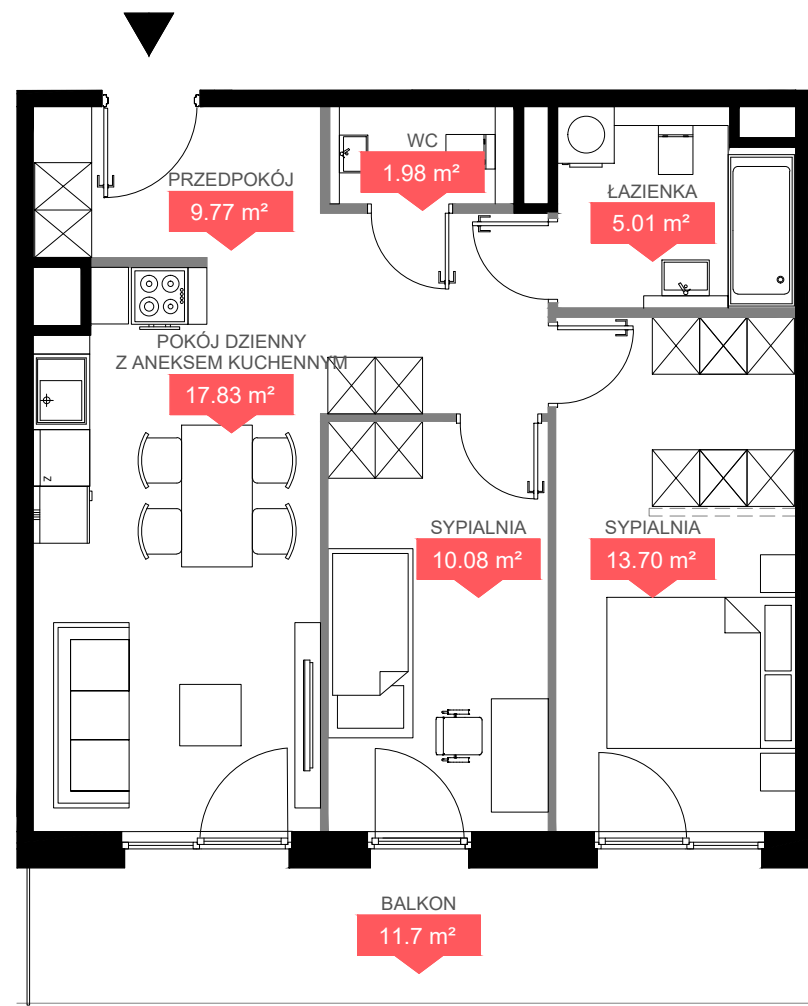 WC
1.98 m²
PRZEDPOKÓJ
9.77 m²
ŁAZIENKA
5.01 m²
POKÓJ DZIENNY
Z ANEKSEM KUCHENNYM
17.83 m²
Z
SYPIALNIA
10.08 m²
SYPIALNIA
13.70 m²
BALKON
11.7 m²